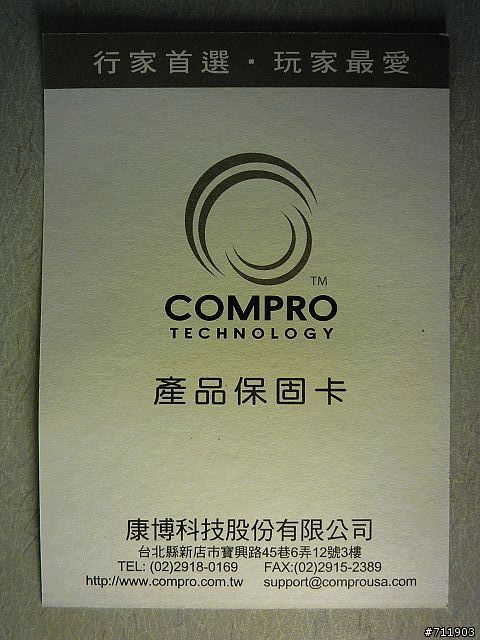 行家首選・玩家最愛
TM
COMPRO
TECHNOLOGY
產品保固卡
康博科技股份有限公司
台北縣新店市寶興路45巷6弄12號3樓
TEL: (02)2918-0169 FAX:(02)2915-2389
http://www.compro.com.tw support@comprousa.com
#711903